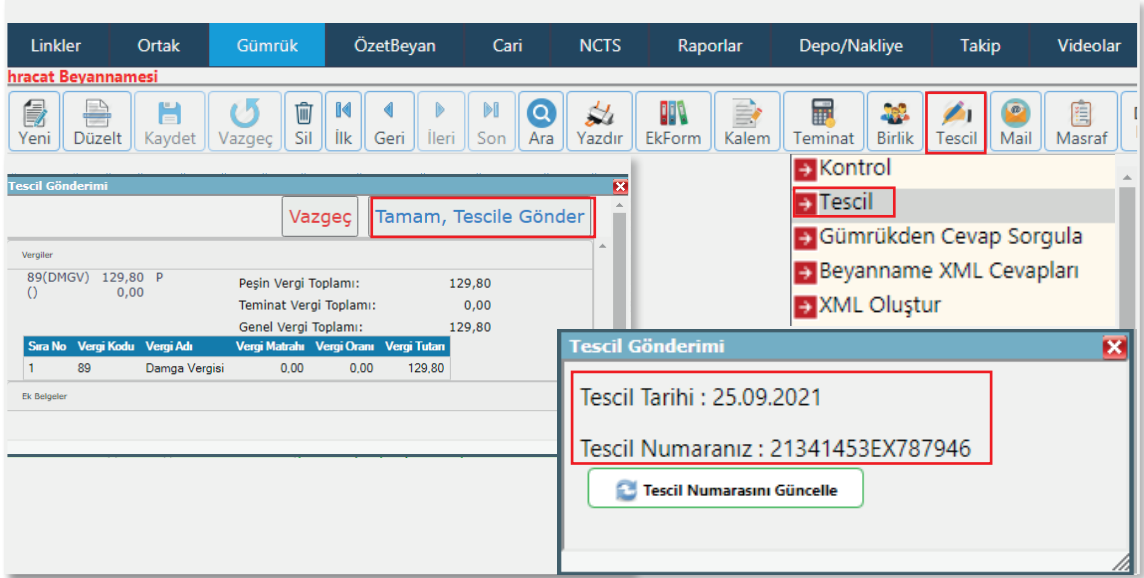 Linkler Ortak Gümrük ÖzetBeyan Cari NCTS Raporlar Depo/Nakliye Takip Videolar
hracat Beyannamesi
Yeni Düzelt Kaydet Vazgeç Sil İlk Geri İleri Son Ara Yazdır EkForm Kalem Teminat Birlik Tescil Mail Masraf
Kontrol
Tescil
Gümrükden Cevap Sorgula
Beyanname XML Cevapları
XML Oluştur
Tescil Gönderimi
Vazgeç Tamam, Tescile Gönder
Vergiler
89(DMGV) 129,80 P
() 0,00
Peşin Vergi Toplamı: 129,80
Teminat Vergi Toplamı: 0,00
Genel Vergi Toplamı: 129,80
Sıra No Vergi Kodu Vergi Adı Vergi Matrahı Vergi Oranı Vergi Tutarı
1 89 Damga Vergisi 0,00 0,00 129,80
Ek Belgeler
Tescil Gönderimi
Tescil Tarihi : 25.09.2021
Tescil Numaranız : 21341453EX787946
Tescil Numarasını Güncelle